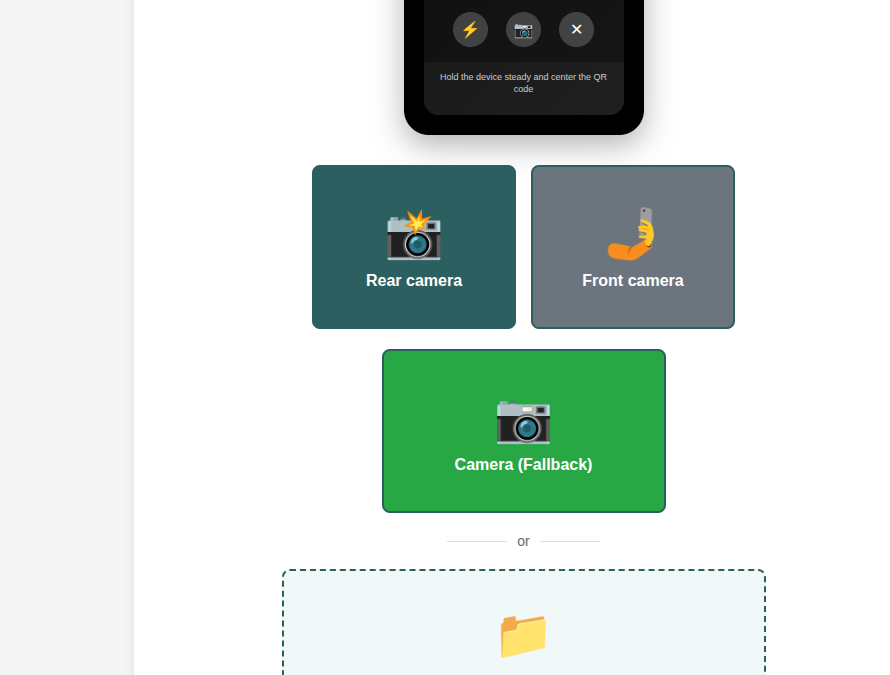 Hold the device steady and center the QR
code
Rear camera
Front camera
Camera (Fallback)
or